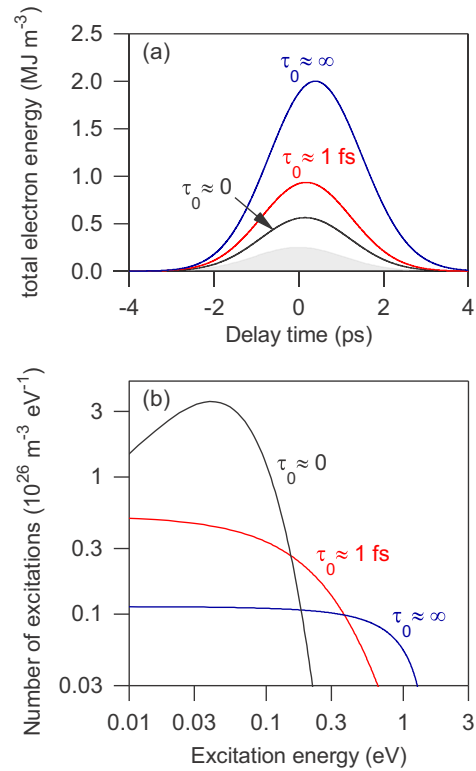 (a)
total electron energy (MJ m⁻³)
2.5
2.0
1.5
1.0
0.5
0.0
τ₀ ≈ ∞
τ₀ ≈ 1 fs
τ₀ ≈ 0
-4 -2 0 2 4
Delay time (ps)
(b)
Number of excitations (10²⁶ m⁻³ eV⁻¹)
3
1
0.3
0.1
0.03
τ₀ ≈ 0
τ₀ ≈ 1 fs
τ₀ ≈ ∞
0.01 0.03 0.1 0.3 1 3
Excitation energy (eV)